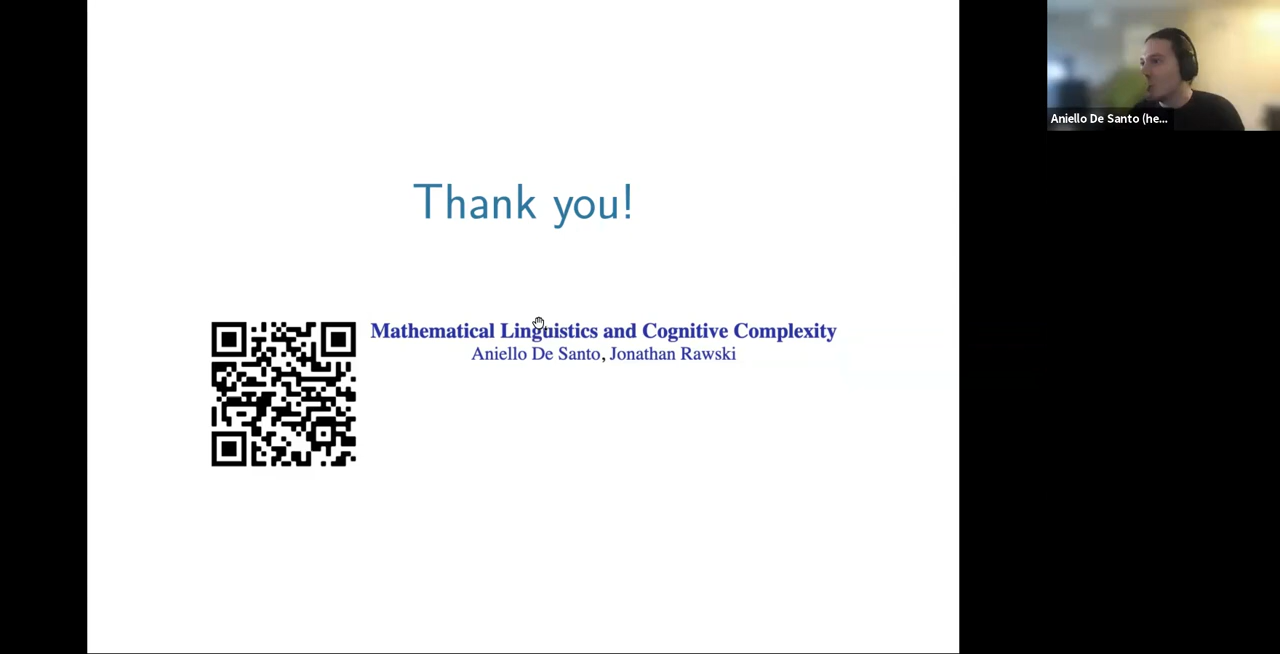 Thank you!
Mathematical Linguistics and Cognitive Complexity
Aniello De Santo, Jonathan Rawski
Aniello De Santo (he...